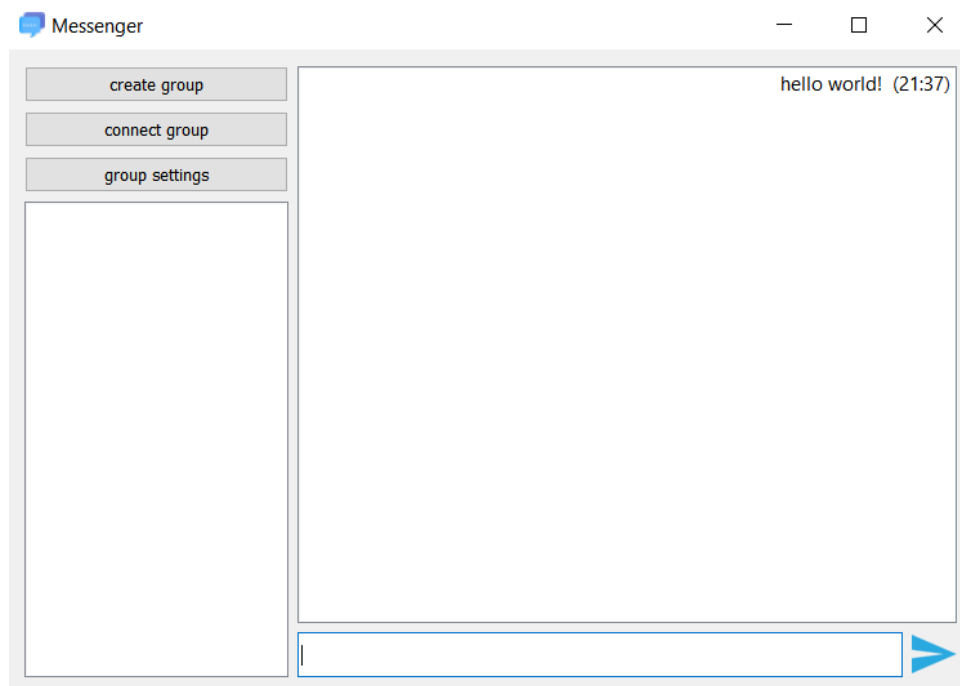 Messenger
create group
connect group
group settings
hello world! (21:37)